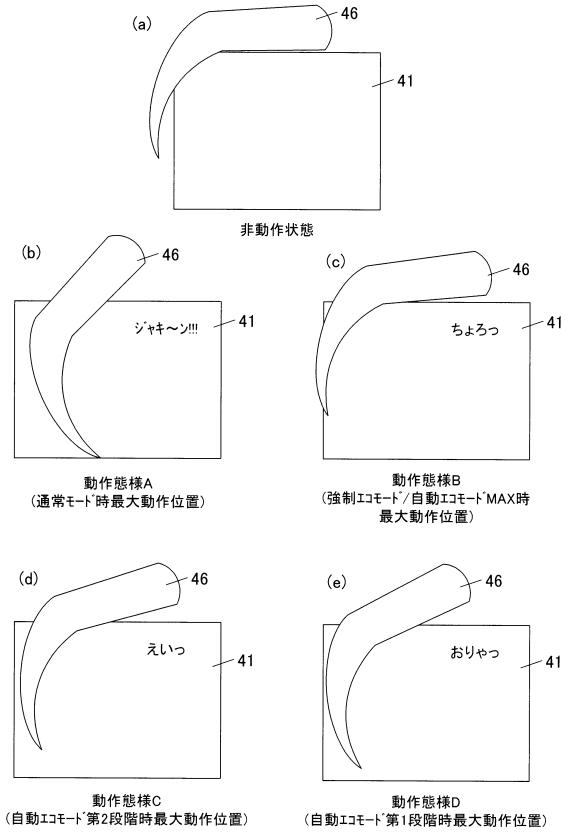 (a)
46
41
非動作状態
(b)
46
ジャキ～ン!!!
41
動作態様A
(通常モード時最大動作位置)
(c)
46
ちょろっ
41
動作態様B
(強制エコモード/自動エコモードMAX時
最大動作位置)
(d)
46
えいっ
41
動作態様C
(自動エコモード第2段階時最大動作位置)
(e)
46
おりゃっ
41
動作態様D
(自動エコモード第1段階時最大動作位置)